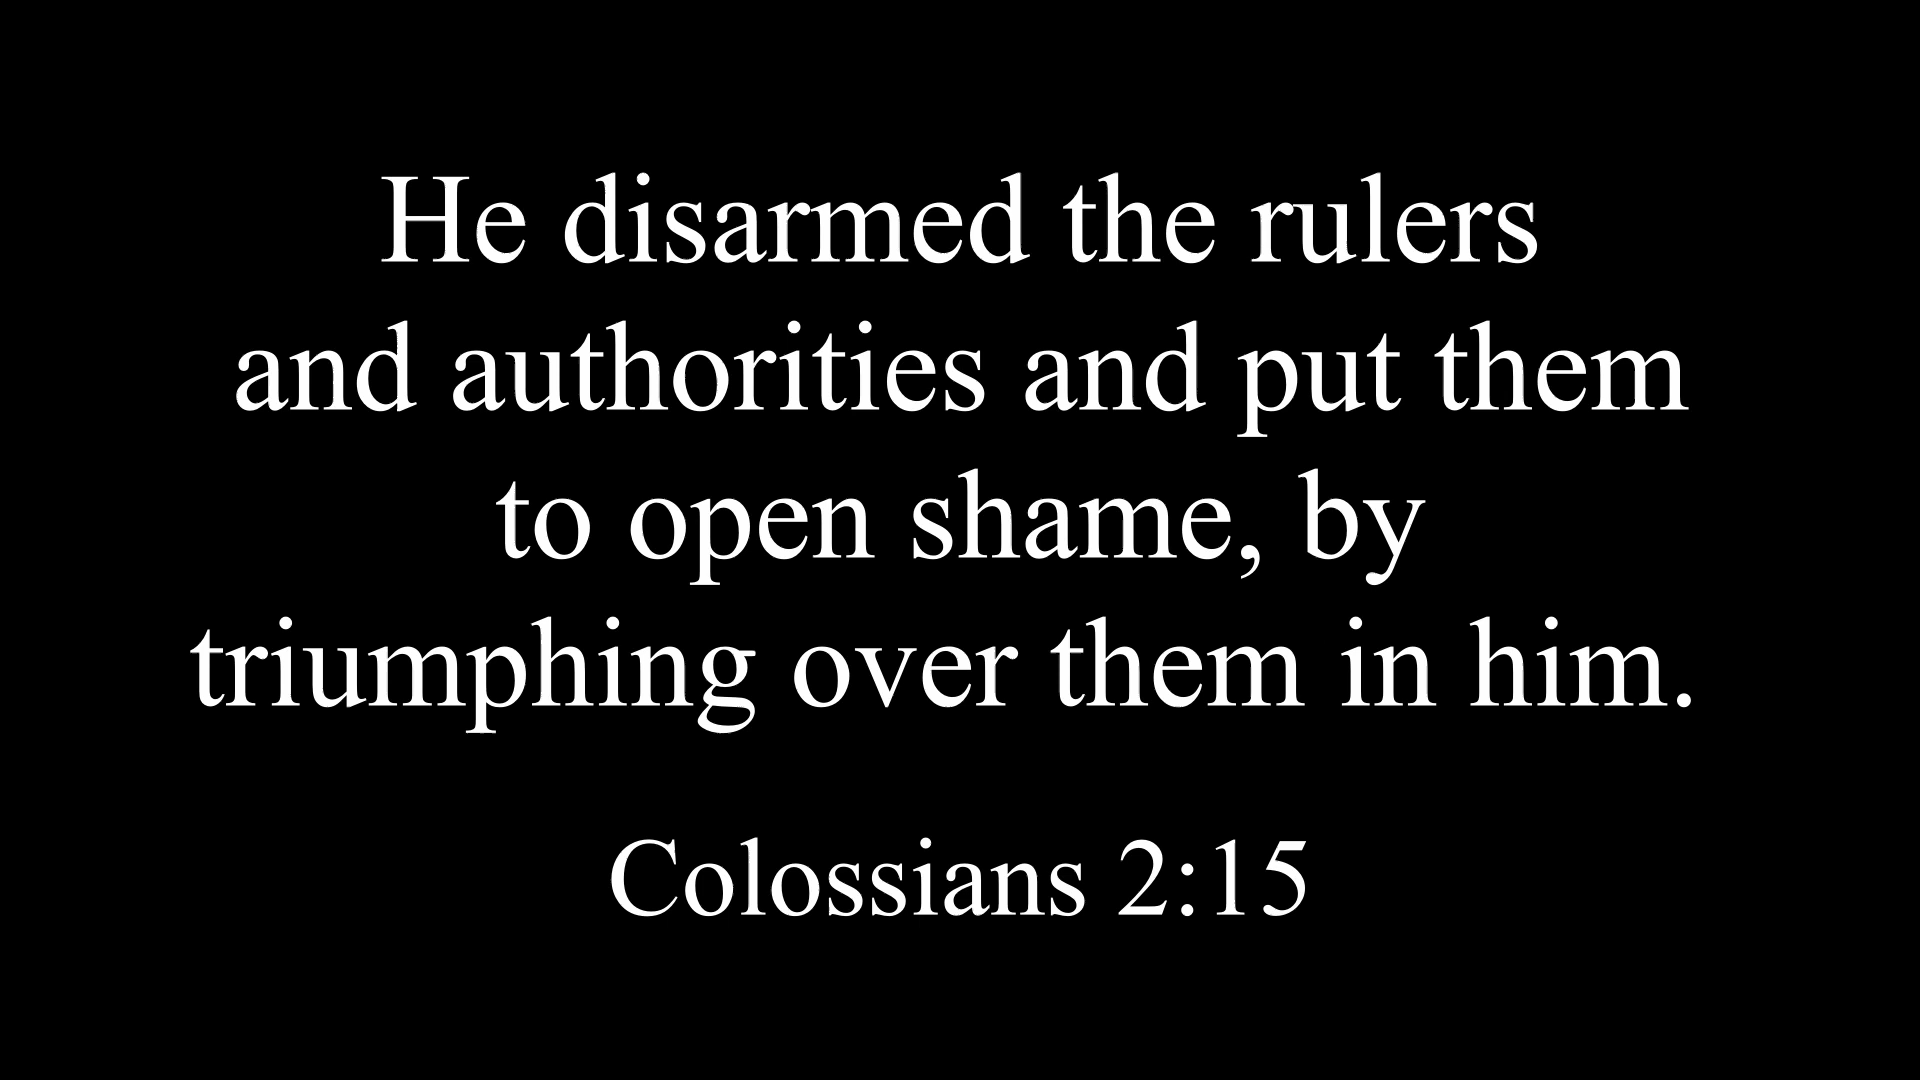 He disarmed the rulers
and authorities and put them
to open shame, by
triumphing over them in him.
Colossians 2:15